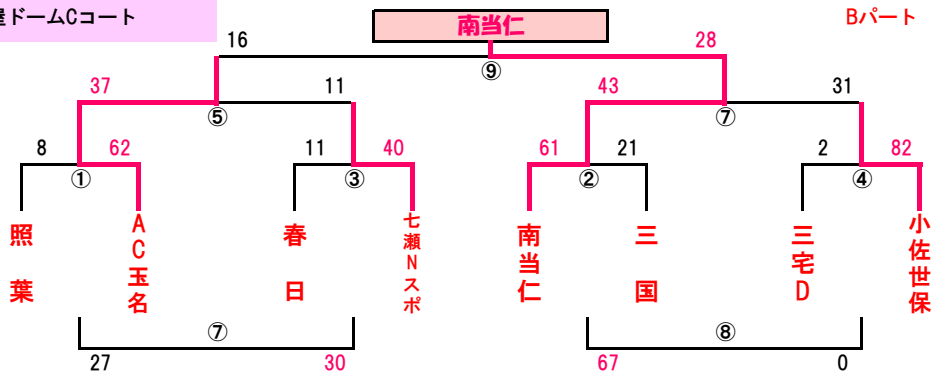 屋ドームCコート
Bパート
南当仁
16
28
⑨
37
11
43
31
⑤
⑦
8
62
11
40
61
21
2
82
①
③
②
④
照葉
AC玉名
春日
七瀬Nスポ
南当仁
三国
三宅D
小佐世保
⑦
⑧
27
30
67
0